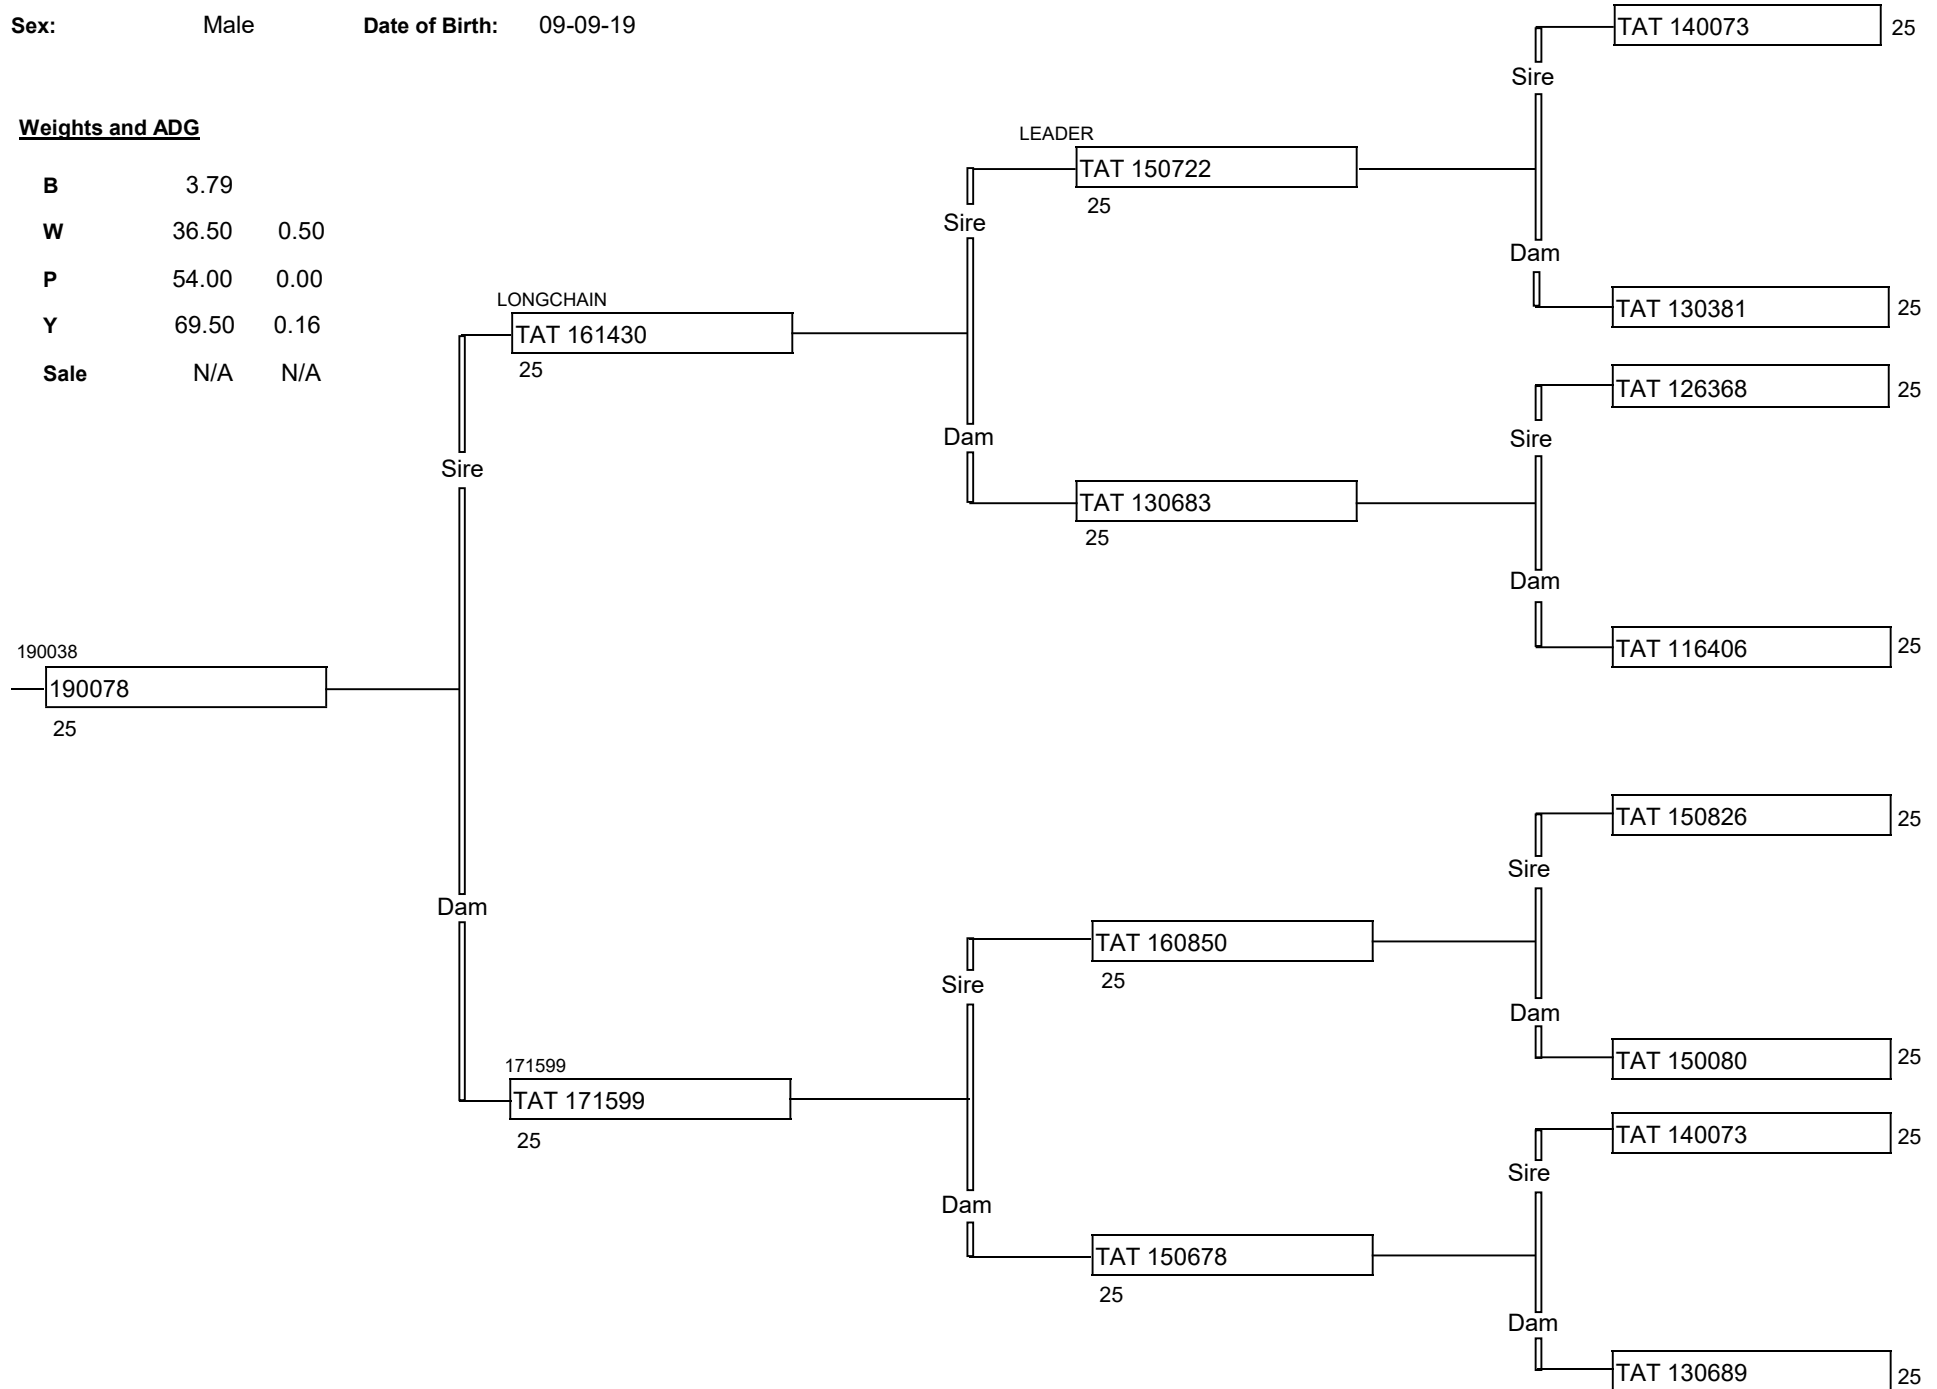 Sex: Male Date of Birth: 09-09-19
Weights and ADG
B 3.79
W 36.50 0.50
P 54.00 0.00
Y 69.50 0.16
Sale N/A N/A
190038
190078
25
Sire
Dam
LONGCHAIN
TAT 161430
25
171599
TAT 171599
25
Sire
Dam
Sire
Dam
LEADER
TAT 150722
25
TAT 130683
25
TAT 160850
25
TAT 150678
25
Sire
Dam
Sire
Dam
Sire
Dam
Sire
Dam
TAT 140073 25
TAT 130381 25
TAT 126368 25
TAT 116406 25
TAT 150826 25
TAT 150080 25
TAT 140073 25
TAT 130689 25